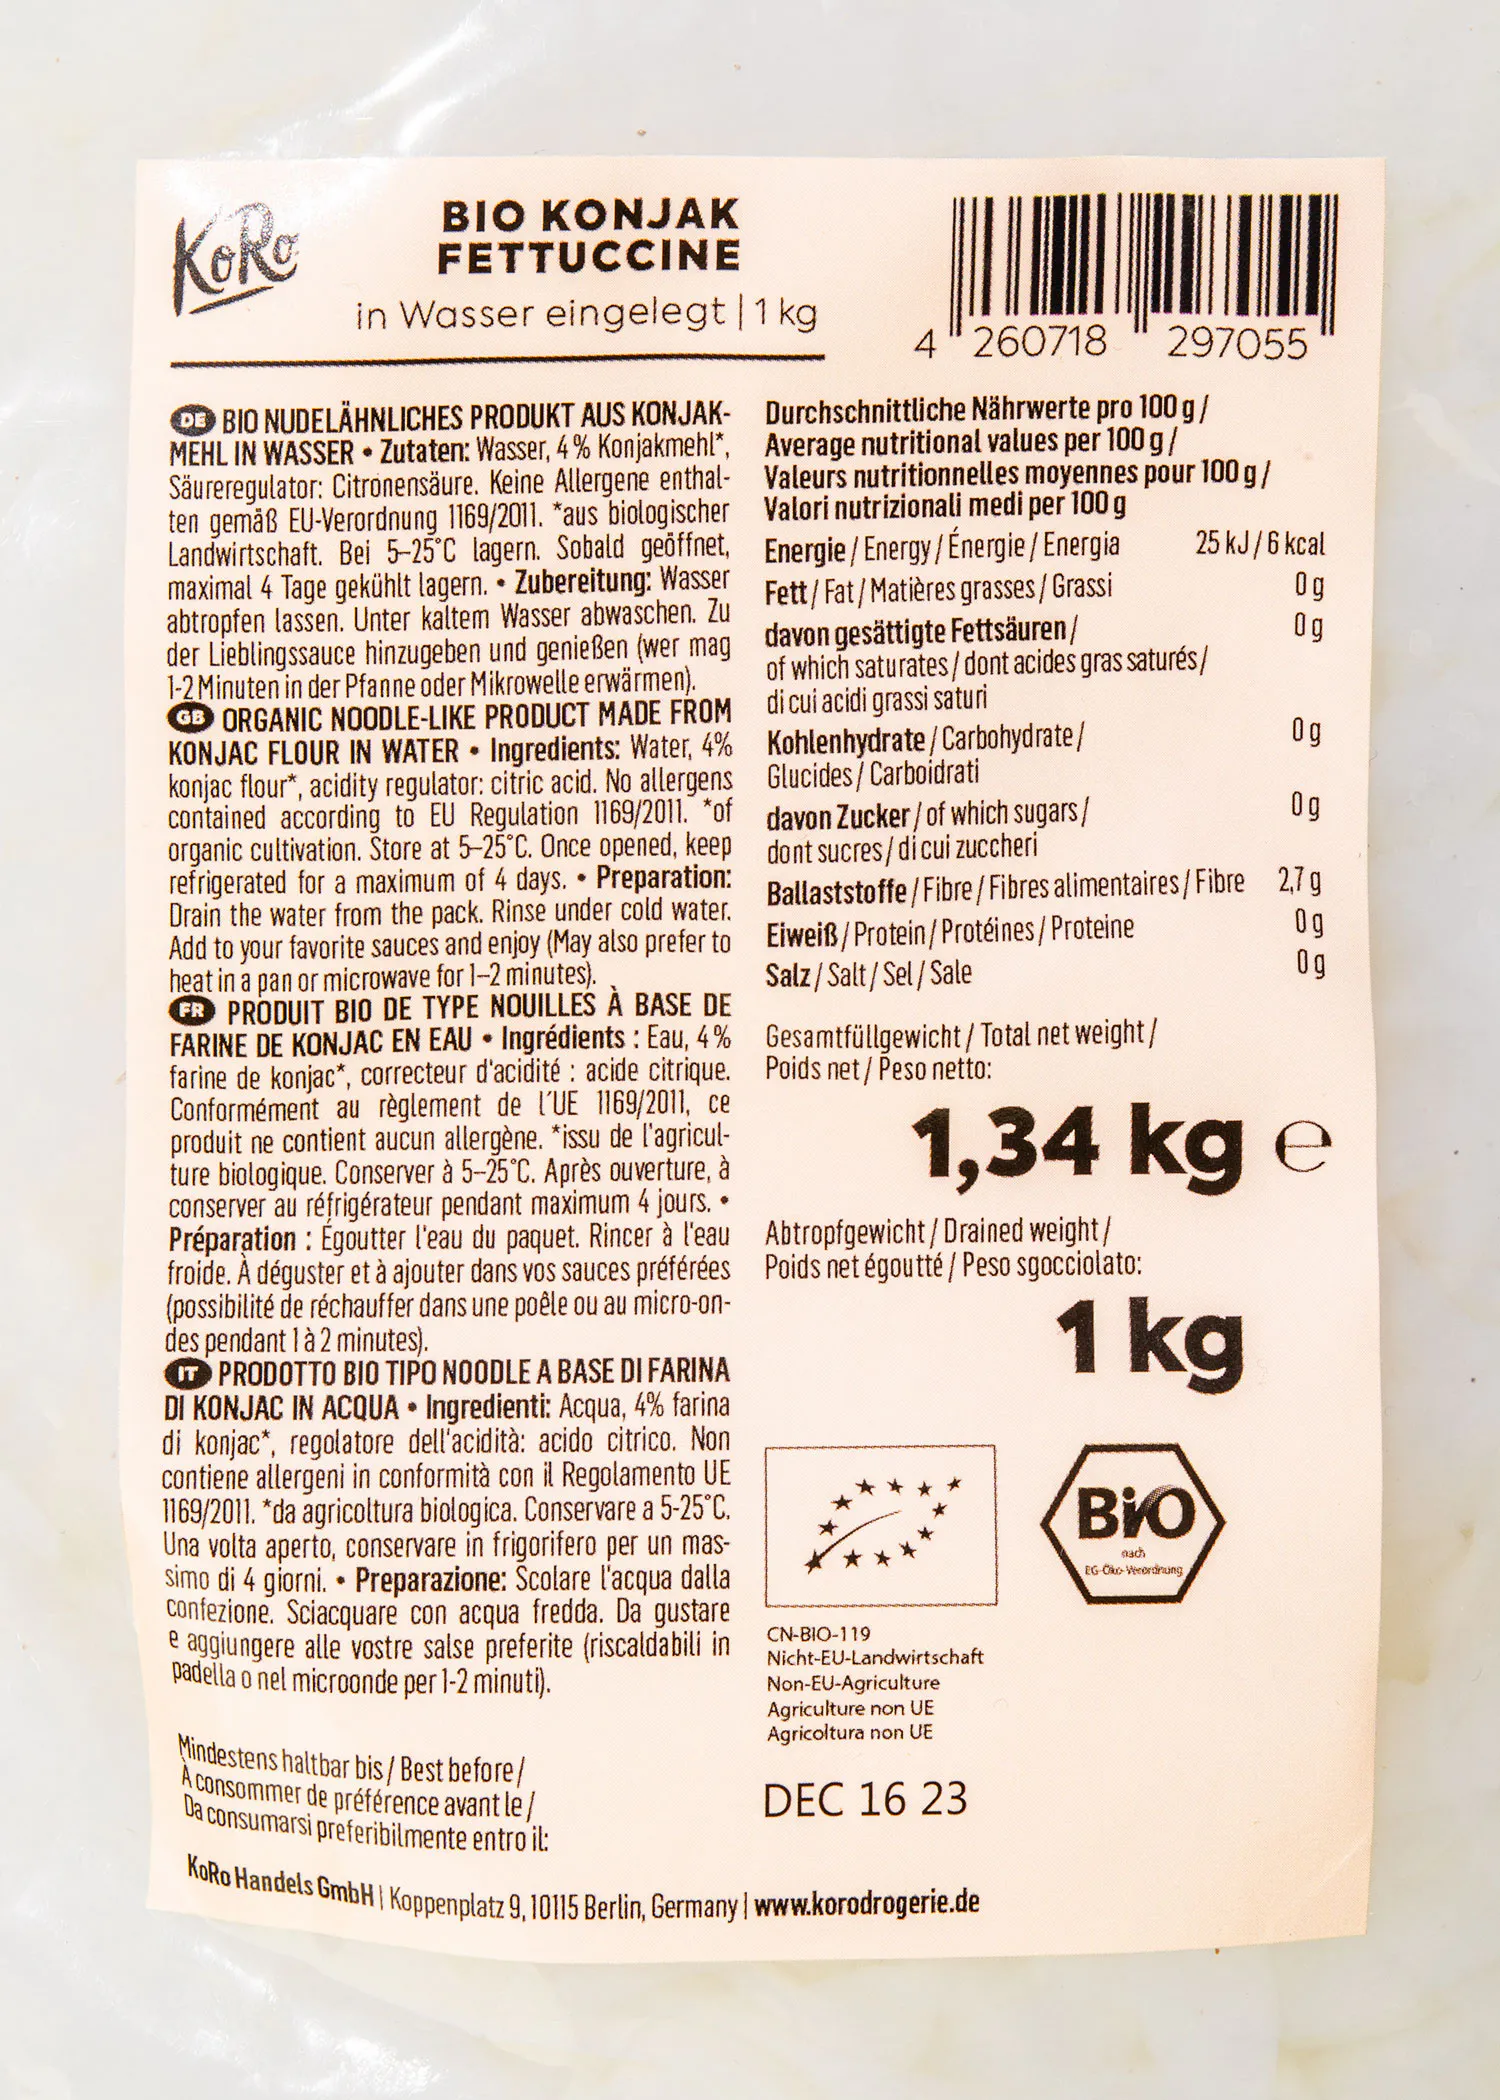 KoRo
BIO KONJAK
FETTUCCINE
in Wasser eingelegt | 1 kg
4 260718 297055
DE BIO NUDELÄHNLICHES PRODUKT AUS KONJAK-
MEHL IN WASSER • Zutaten: Wasser, 4 % Konjakmehl*,
Säureregulator: Citronensäure. Keine Allergene enthal-
ten gemäß EU-Verordnung 1169/2011. *aus biologischer
Landwirtschaft. Bei 5–25°C lagern. Sobald geöffnet,
maximal 4 Tage gekühlt lagern. • Zubereitung: Wasser
abtropfen lassen. Unter kaltem Wasser abwaschen. Zu
der Lieblingssauce hinzugeben und genießen (wer mag
1-2 Minuten in der Pfanne oder Mikrowelle erwärmen).
GB ORGANIC NOODLE-LIKE PRODUCT MADE FROM
KONJAC FLOUR IN WATER • Ingredients: Water, 4%
konjac flour*, acidity regulator: citric acid. No allergens
contained according to EU Regulation 1169/2011. *of
organic cultivation. Store at 5–25°C. Once opened, keep
refrigerated for a maximum of 4 days. • Preparation:
Drain the water from the pack. Rinse under cold water.
Add to your favorite sauces and enjoy (May also prefer to
heat in a pan or microwave for 1–2 minutes).
FR PRODUIT BIO DE TYPE NOUILLES À BASE DE
FARINE DE KONJAC EN EAU • Ingrédients : Eau, 4 %
farine de konjac*, correcteur d'acidité : acide citrique.
Conformément au règlement de l'UE 1169/2011, ce
produit ne contient aucun allergène. *issu de l'agricul-
ture biologique. Conserver à 5–25°C. Après ouverture, à
conserver au réfrigérateur pendant maximum 4 jours. •
Préparation : Égoutter l'eau du paquet. Rincer à l'eau
froide. À déguster et à ajouter dans vos sauces préférées
(possibilité de réchauffer dans une poêle ou au micro-on-
des pendant 1 à 2 minutes).
IT PRODOTTO BIO TIPO NOODLE A BASE DI FARINA
DI KONJAC IN ACQUA • Ingredienti: Acqua, 4% farina
di konjac*, regolatore dell'acidità: acido citrico. Non
contiene allergeni in conformità con il Regolamento UE
1169/2011. *da agricoltura biologica. Conservare a 5-25°C.
Una volta aperto, conservare in frigorifero per un mas-
simo di 4 giorni. • Preparazione: Scolare l'acqua dalla
confezione. Sciacquare con acqua fredda. Da gustare
e aggiungere alle vostre salse preferite (riscaldabili in
padella o nel microonde per 1-2 minuti).
Durchschnittliche Nährwerte pro 100 g /
Average nutritional values per 100 g /
Valeurs nutritionnelles moyennes pour 100 g /
Valori nutrizionali medi per 100 g
Energie / Energy / Énergie / Energia 25 kJ / 6 kcal
Fett / Fat / Matières grasses / Grassi 0 g
davon gesättigte Fettsäuren / 0 g
of which saturates / dont acides gras saturés /
di cui acidi grassi saturi
Kohlenhydrate / Carbohydrate / 0 g
Glucides / Carboidrati
davon Zucker / of which sugars / 0 g
dont sucres / di cui zuccheri
Ballaststoffe / Fibre / Fibres alimentaires / Fibre 2,7 g
Eiweiß / Protein / Protéines / Proteine 0 g
Salz / Salt / Sel / Sale 0 g
Gesamtfüllgewicht / Total net weight /
Poids net / Peso netto:
1,34 kg ℮
Abtropfgewicht / Drained weight /
Poids net égoutté / Peso sgocciolato:
1 kg
BiO
nach
EG-Öko-Verordnung
CN-BIO-119
Nicht-EU-Landwirtschaft
Non-EU-Agriculture
Agriculture non UE
Agricoltura non UE
Mindestens haltbar bis / Best before /
À consommer de préférence avant le /
Da consumarsi preferibilmente entro il:
DEC 16 23
KoRo Handels GmbH | Koppenplatz 9, 10115 Berlin, Germany | www.korodrogerie.de